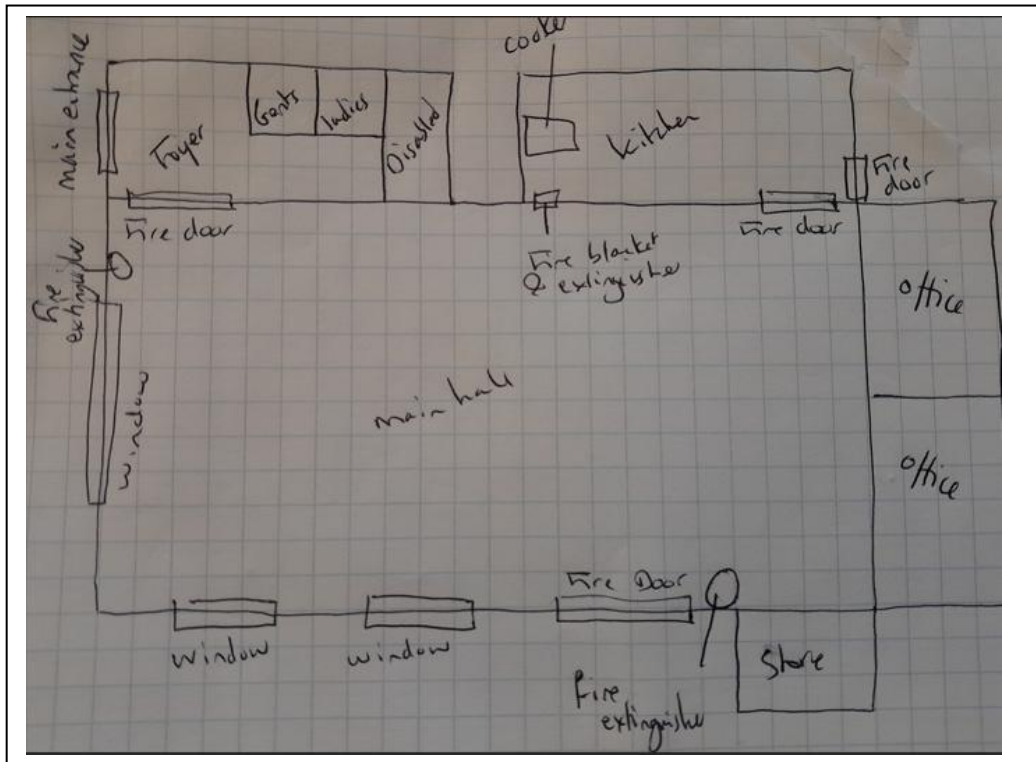 cooker
main entrance
Foyer
Gents
ladies
Disabled
Kitchen
Fire
door
Fire door
Fire blacket
& extinguisher
Fire door
Fire
extinguisher
office
window
main hall
office
Fire Door
window
window
Fire
extinguisher
Store